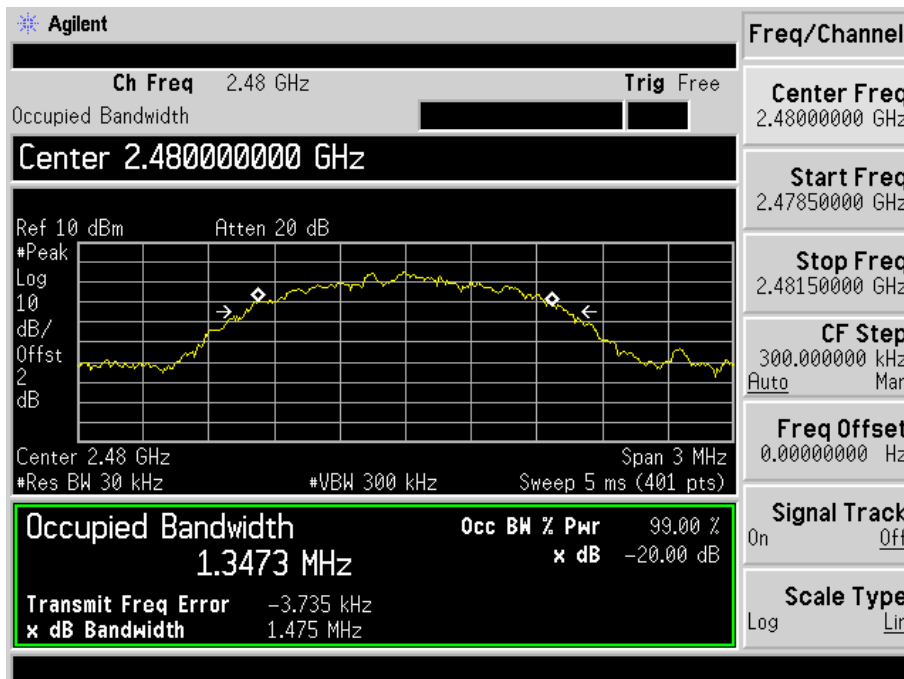 Agilent
Ch Freq 2.48 GHz Trig Free
Occupied Bandwidth
Center 2.480000000 GHz
Ref 10 dBm Atten 20 dB
#Peak
Log
10
dB/
Offst
2
dB
Center 2.48 GHz Span 3 MHz
#Res BW 30 kHz #VBW 300 kHz Sweep 5 ms (401 pts)
Occupied Bandwidth
1.3473 MHz
Occ BW % Pwr 99.00 %
x dB -20.00 dB
Transmit Freq Error -3.735 kHz
x dB Bandwidth 1.475 MHz
Freq/Channel
Center Freq
2.48000000 GHz
Start Freq
2.47850000 GHz
Stop Freq
2.48150000 GHz
CF Step
300.000000 kHz
Auto Man
Freq Offset
0.00000000 Hz
Signal Track
On Off
Scale Type
Log Lin